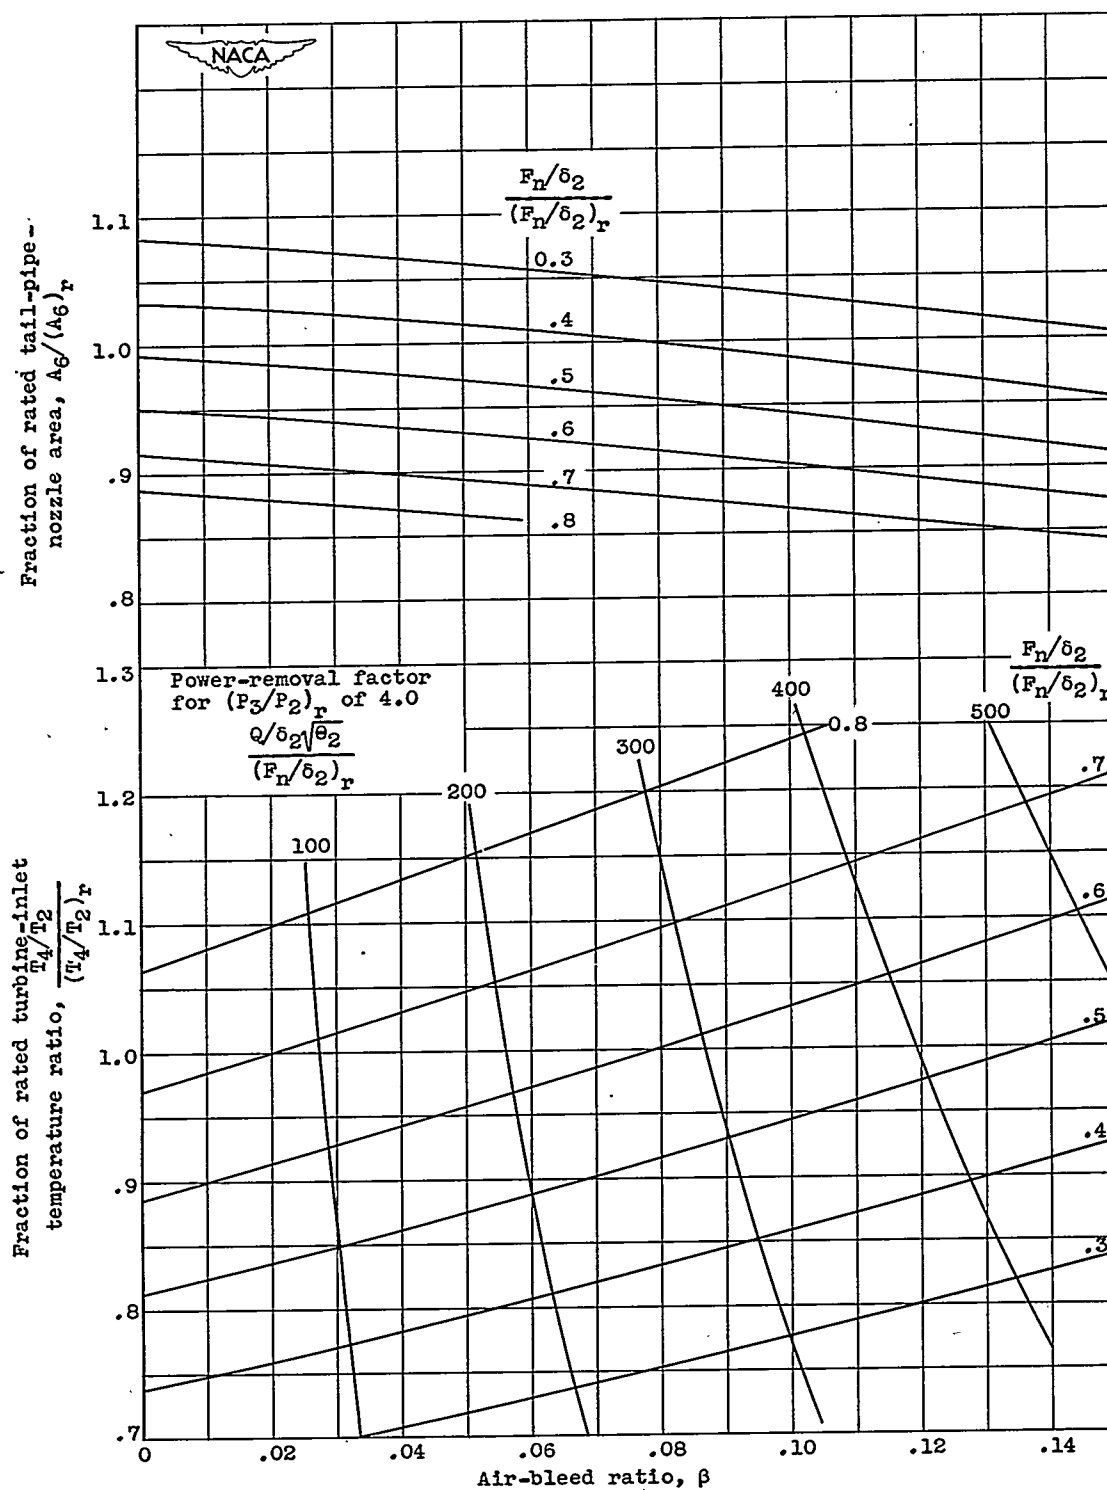 NACA
Fn/δ2
(Fn/δ2)r
1.1
0.3
.4
1.0
.5
.6
.9
.7
.8
.8
Fraction of rated tail-pipe-
nozzle area, A6/(A6)r
1.3
Power-removal factor
for (P3/P2)r of 4.0
Q/δ2√θ2
(Fn/δ2)r
Fn/δ2
(Fn/δ2)r
400
500
0.8
300
.7
1.2
200
100
.6
1.1
.5
1.0
.4
.9
.3
.8
.7
Fraction of rated turbine-inlet
temperature ratio, T4/T2
(T4/T2)r
0 .02 .04 .06 .08 .10 .12 .14
Air-bleed ratio, β